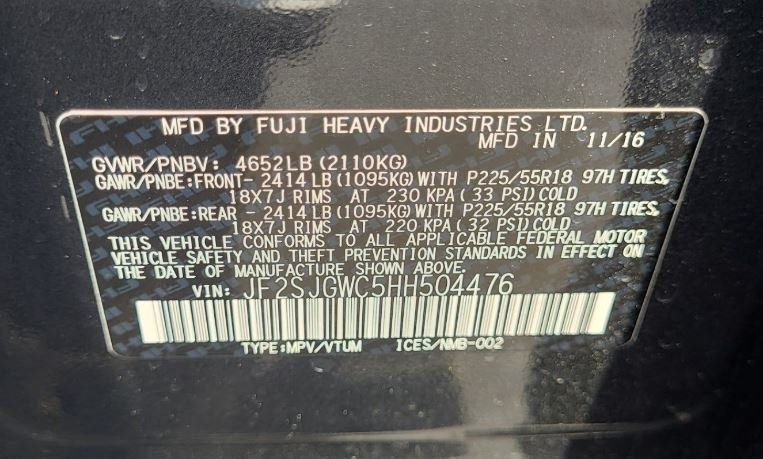 MFD BY FUJI HEAVY INDUSTRIES LTD.
MFD IN 11/16
GVWR/PNBV: 4652LB(2110KG)
GAWR/PNBE:FRONT- 2414LB(1095KG)WITH P225/55R18 97H TIRES,
18X7J RIMS AT 230 KPA(33 PSI)COLD
GAWR/PNBE:REAR - 2414LB(1095KG)WITH P225/55R18 97H TIRES,
18X7J RIMS AT 220 KPA(32 PSI)COLD
THIS VEHICLE CONFORMS TO ALL APPLICABLE FEDERAL MOTOR
VEHICLE SAFETY AND THEFT PREVENTION STANDARDS IN EFFECT ON
THE DATE OF MANUFACTURE SHOWN ABOVE.
VIN: JF2SJGWC5HH504476
TYPE:MPV/VTUM ICES/NMB-002